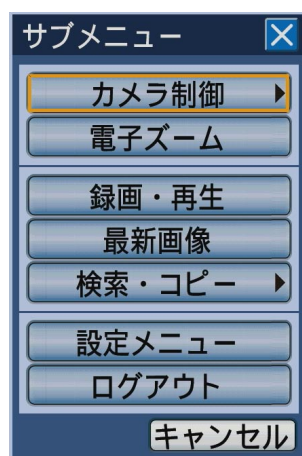 サブメニュー
カメラ制御
電子ズーム
録画・再生
最新画像
検索・コピー
設定メニュー
ログアウト
キャンセル